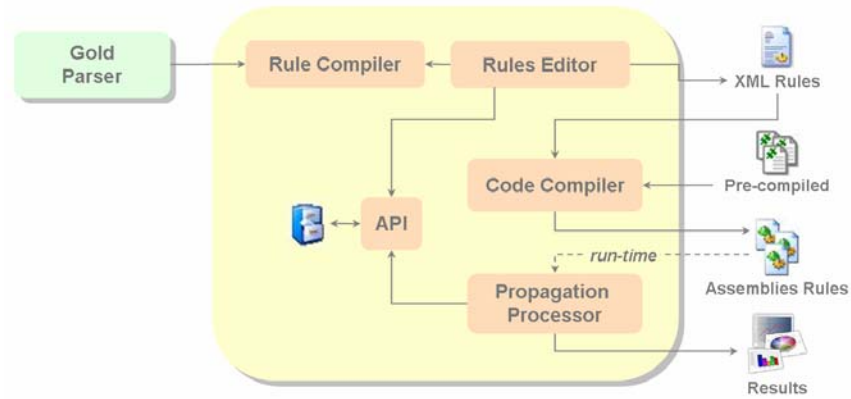 Gold
Parser
Rule Compiler
Rules Editor
XML Rules
Code Compiler
Pre-compiled
API
run-time
Assemblies Rules
Propagation
Processor
Results